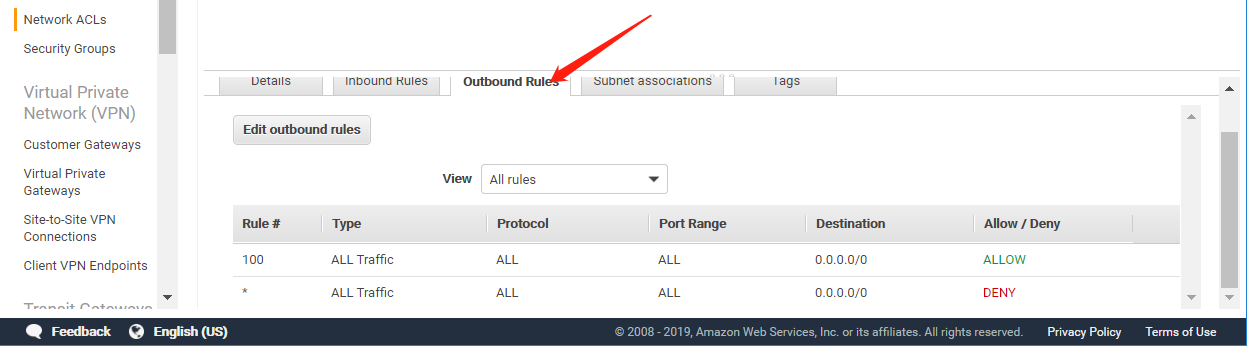 Network ACLs
Security Groups
Virtual Private
Network (VPN)
Customer Gateways
Virtual Private
Gateways
Site-to-Site VPN
Connections
Client VPN Endpoints
Transit Gateways
Details Inbound Rules Outbound Rules Subnet associations Tags
Edit outbound rules
View All rules
Rule # Type Protocol Port Range Destination Allow / Deny
100 ALL Traffic ALL ALL 0.0.0.0/0 ALLOW
* ALL Traffic ALL ALL 0.0.0.0/0 DENY
Feedback English (US) © 2008 - 2019, Amazon Web Services, Inc. or its affiliates. All rights reserved. Privacy Policy Terms of Use